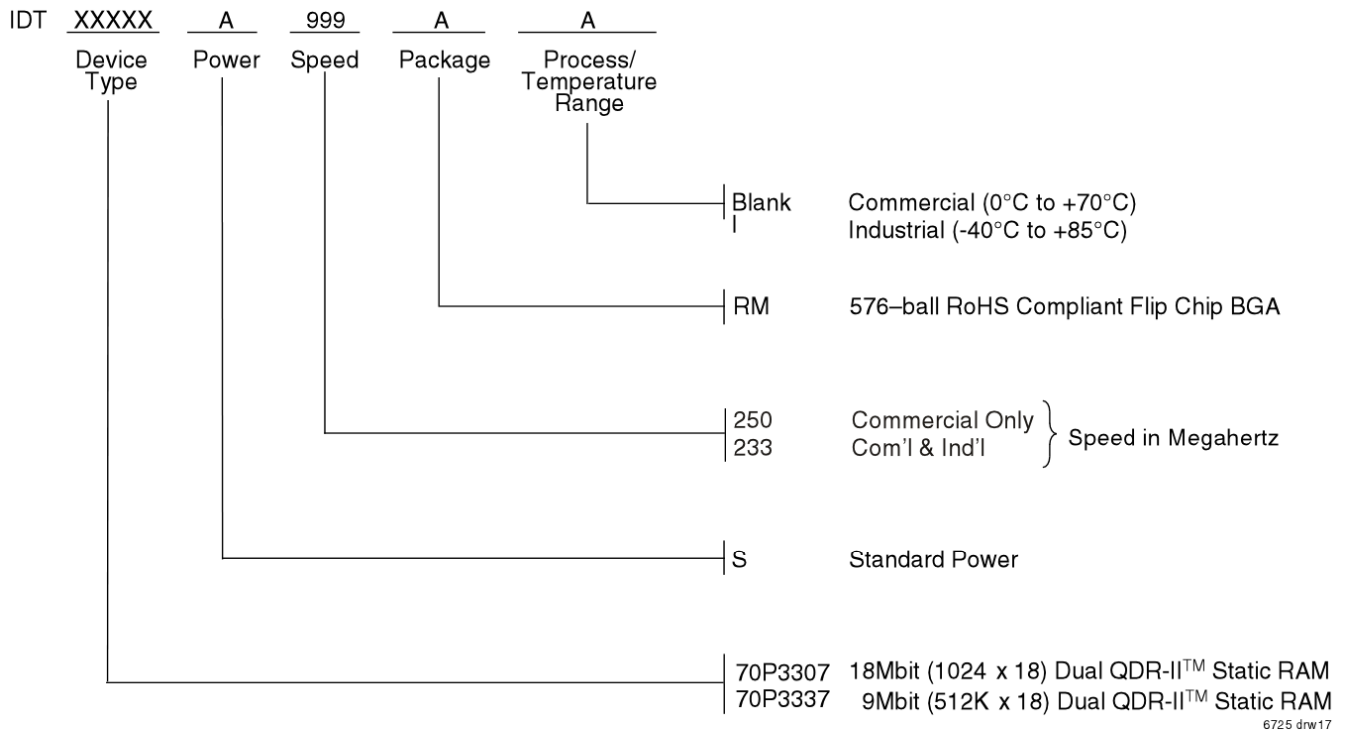 IDT XXXXX A 999 A A
Device Type Power Speed Package Process/ Temperature Range
Blank Commercial (0°C to +70°C)
I Industrial (-40°C to +85°C)
RM 576–ball RoHS Compliant Flip Chip BGA
250 Commercial Only
233 Com'l & Ind'l
Speed in Megahertz
S Standard Power
70P3307 18Mbit (1024 x 18) Dual QDR-II™ Static RAM
70P3337 9Mbit (512K x 18) Dual QDR-II™ Static RAM
6725 drw17